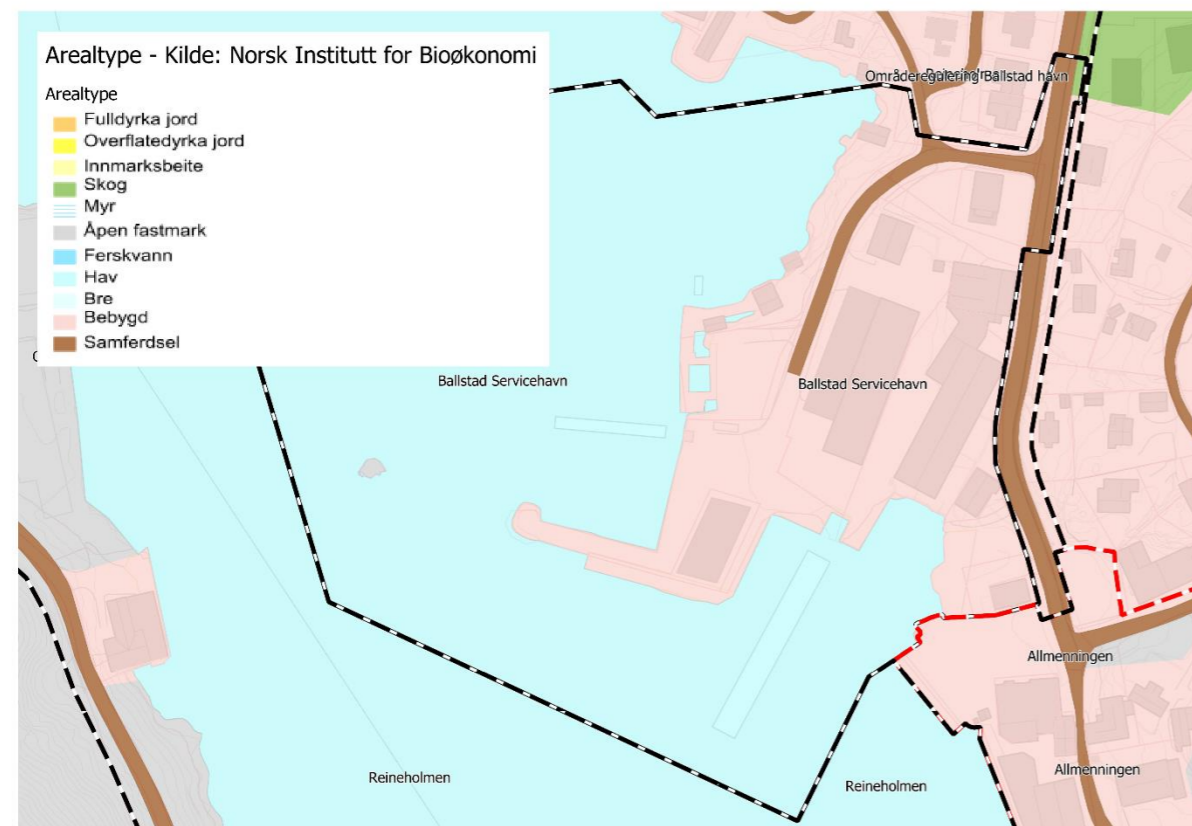 Arealtype - Kilde: Norsk Institutt for Bioøkonomi
Arealtype
Fulldyrka jord
Overflatedyrka jord
Innmarksbeite
Skog
Myr
Åpen fastmark
Ferskvann
Hav
Bre
Bebygd
Samferdsel
Områderegulering Ballstad havn
Ballstad Servicehavn
Ballstad Servicehavn
Allmenningen
Reineholmen
Reineholmen
Allmenningen